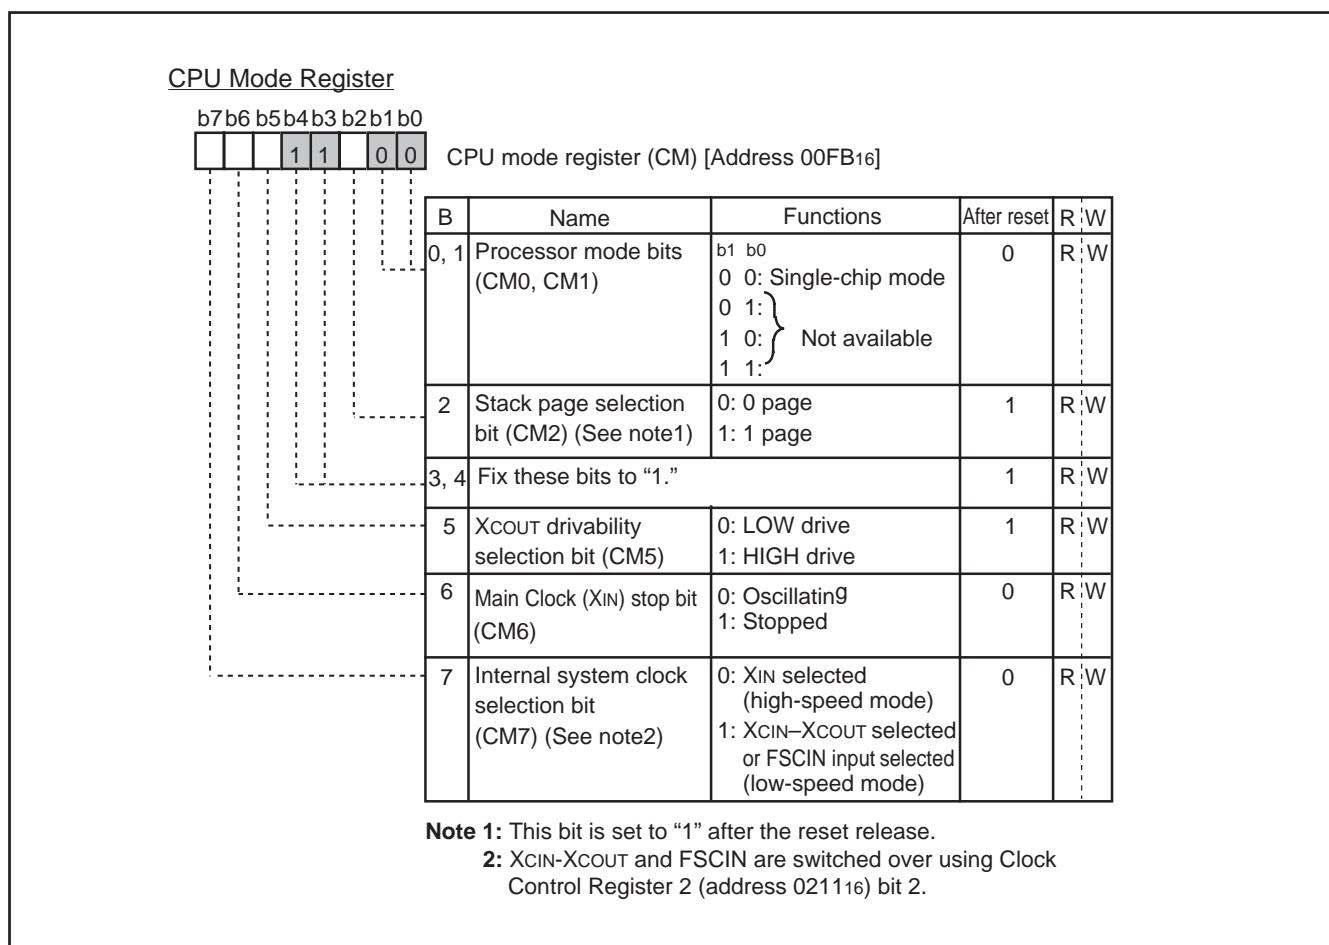 CPU Mode Register
b7 b6 b5 b4 b3 b2 b1 b0
1 1 0 0
CPU mode register (CM) [Address 00FB16]
B Name Functions After reset R W
0, 1 Processor mode bits (CM0, CM1)
b1 b0
0 0: Single-chip mode
0 1:
1 0: Not available
1 1:
0 R W
2 Stack page selection
bit (CM2) (See note1)
0: 0 page
1: 1 page
1 R W
3, 4 Fix these bits to “1.” 1 R W
5 XCOUT drivability
selection bit (CM5)
0: LOW drive
1: HIGH drive
1 R W
6 Main Clock (XIN) stop bit
(CM6)
0: Oscillating
1: Stopped
0 R W
7 Internal system clock
selection bit
(CM7) (See note2)
0: XIN selected
(high-speed mode)
1: XCIN–XCOUT selected
or FSCIN input selected
(low-speed mode)
0 R W
Note 1: This bit is set to “1” after the reset release.
2: XCIN-XCOUT and FSCIN are switched over using Clock
Control Register 2 (address 021116) bit 2.